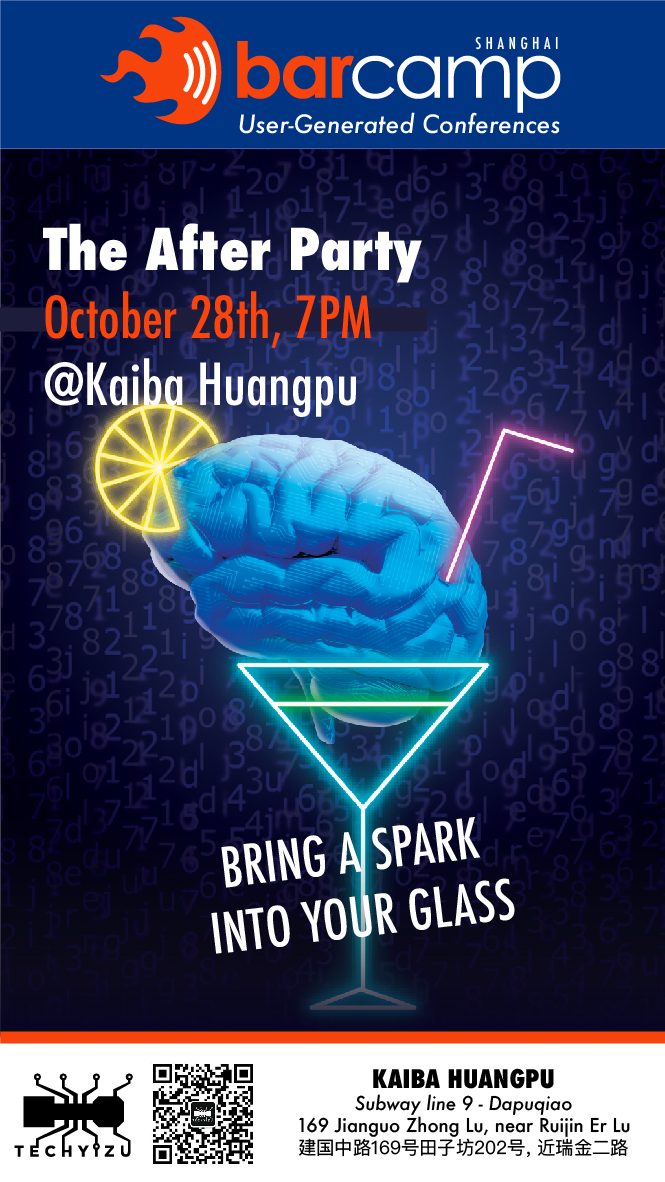 SHANGHAI
barcamp
User-Generated Conferences
The After Party
October 28th, 7PM
@Kaiba Huangpu
BRING A SPARK
INTO YOUR GLASS
TECHYIZU
KAIBA HUANGPU
Subway line 9 - Dapuqiao
169 Jianguo Zhong Lu, near Ruijin Er Lu
建国中路169号田子坊202号, 近瑞金二路